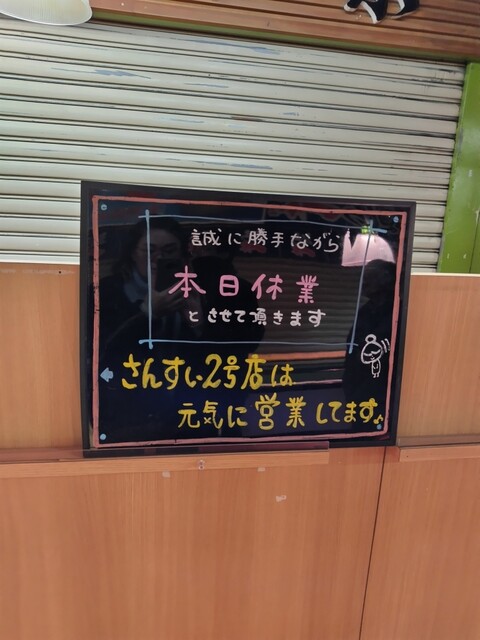 誠に勝手ながら
本日休業
とさせて頂きます
さんすい2号店は
元気に営業してます♪